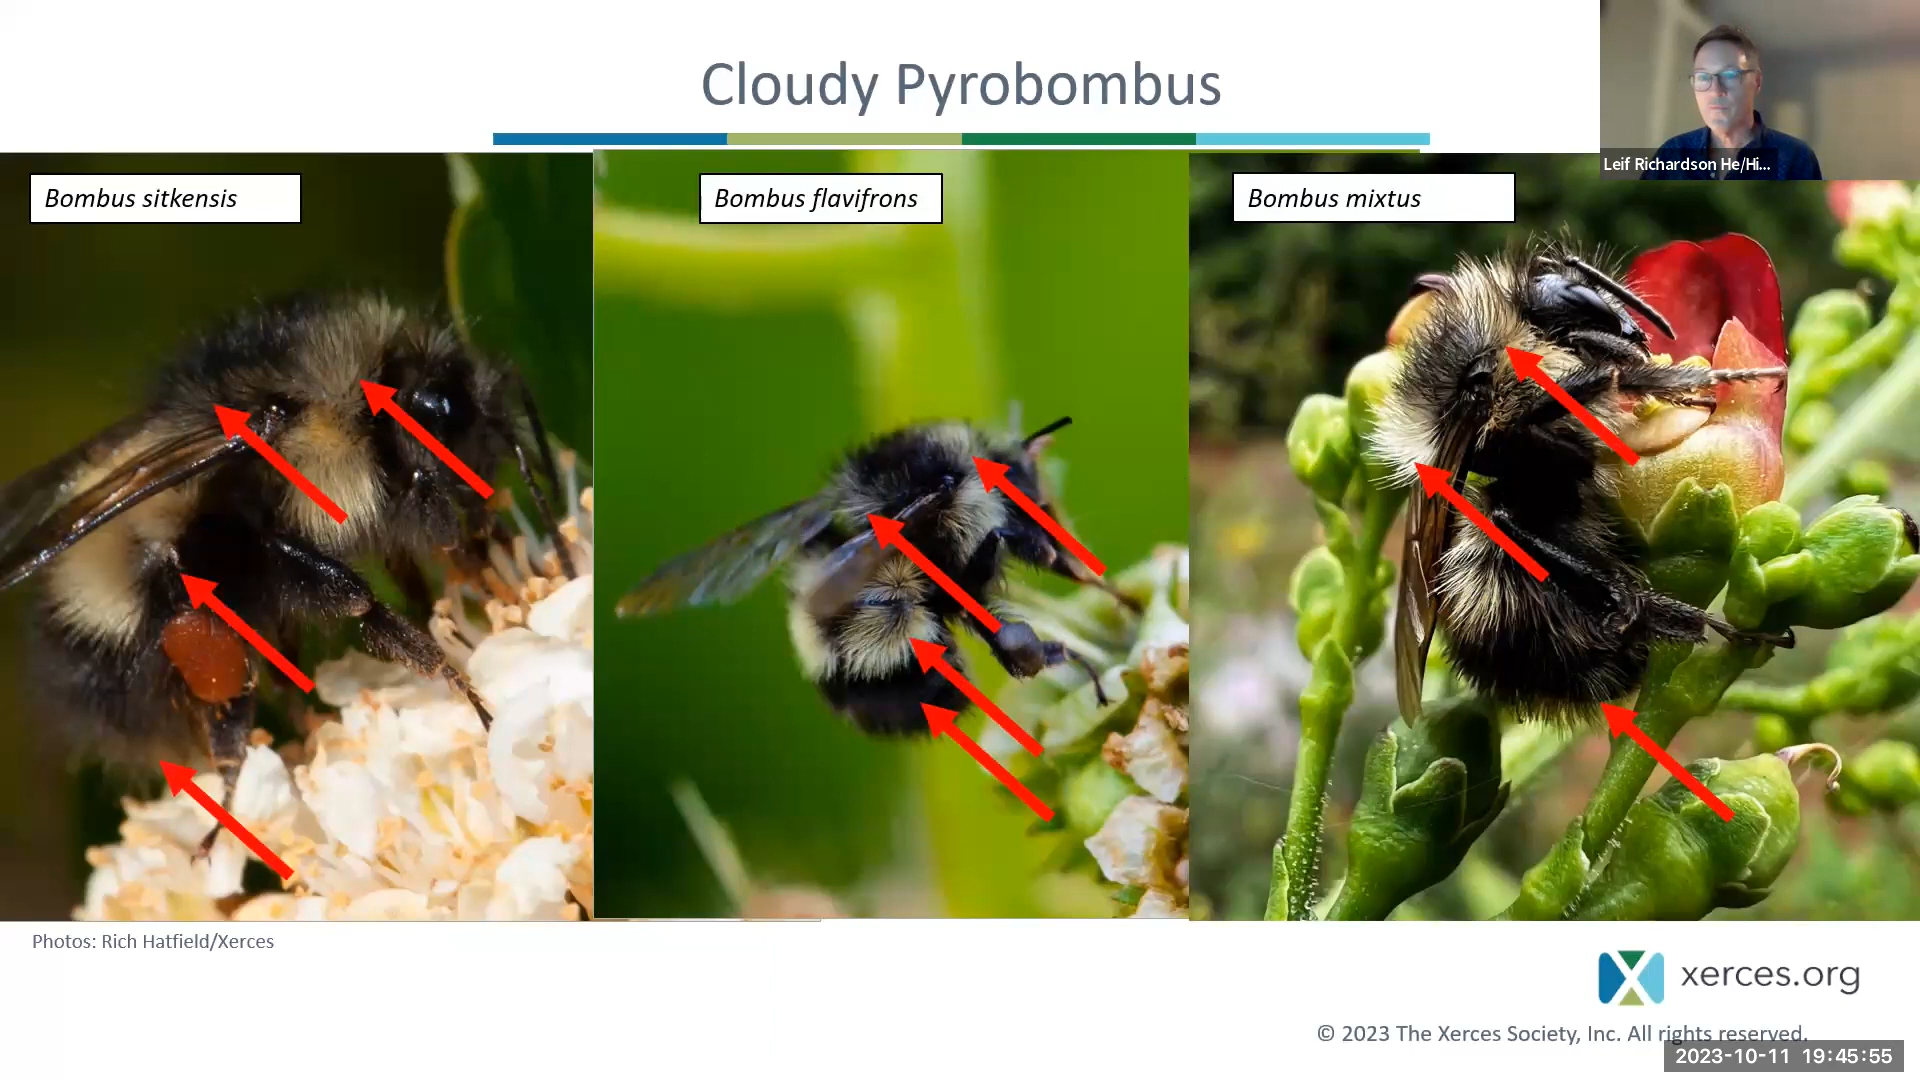 Cloudy Pyrobombus
Leif Richardson He/Hi...
Bombus sitkensis
Bombus flavifrons
Bombus mixtus
Photos: Rich Hatfield/Xerces
xerces.org
© 2023 The Xerces Society, Inc. All rights reserved.
2023-10-11 19:45:55